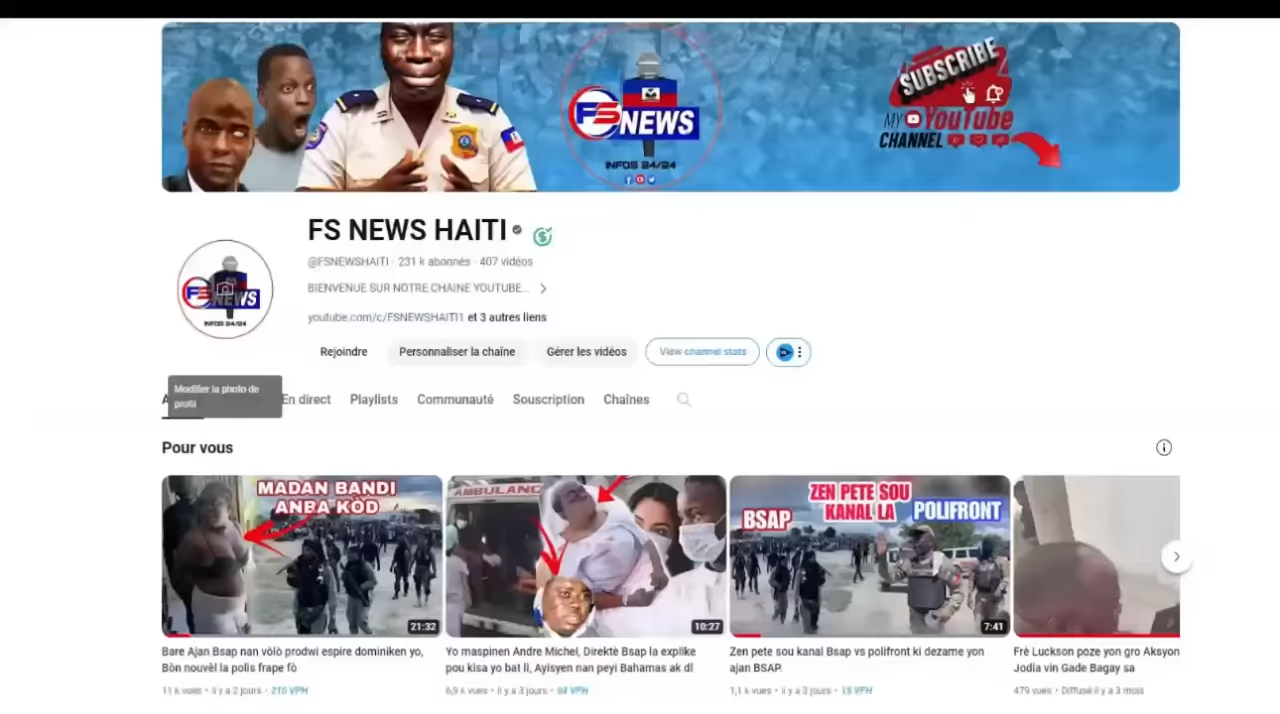 FS NEWS
INFOS 24/24
SUBSCRIBE
MY YouTube
CHANNEL
FS NEWS HAITI
@FSNEWSHAITI · 231 k abonnés · 407 vidéos
BIENVENUE SUR NOTRE CHAINE YOUTUBE...
youtube.com/c/FSNEWSHAITI1 et 3 autres liens
FS NEWS
INFOS 24/24
Rejoindre Personnaliser la chaîne Gérer les vidéos View channel stats
Modifier la photo de
profil
En direct Playlists Communauté Souscription Chaînes
Pour vous
MADAN BANDI
ANBA KÒD
21:32
AMBULANC
10:27
ZEN PETE SOU
KANAL LA
BSAP
POLIFRONT
7:41
Bare Ajan Bsap nan vòlò prodwi espire dominiken yo,
Bòn nouvèl la polis frape fò
11 k vues · il y a 2 jours · 210 VPH
Yo maspinen Andre Michel, Direktè Bsap la explike
pou kisa yo bat li, Ayisyen nan peyi Bahamas ak dl
6,9 k vues · il y a 3 jours · 84 VPH
Zen pete sou kanal Bsap vs polifront ki dezame yon
ajan BSAP.
1,1 k vues · il y a 3 jours · 15 VPH
Frè Luckson poze yon gro Aksyon
Jodia vin Gade Bagay sa
479 vues · Diffusé il y a 3 mois